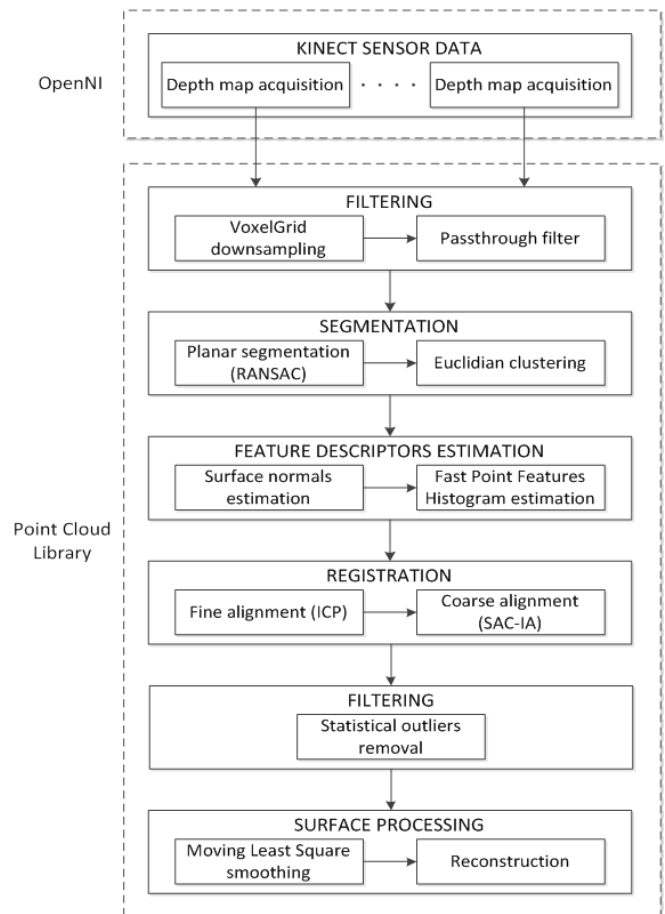 OpenNI
KINECT SENSOR DATA
Depth map acquisition
. . . .
Depth map acquisition
Point Cloud
Library
FILTERING
VoxelGrid
downsampling
Passthrough filter
SEGMENTATION
Planar segmentation
(RANSAC)
Euclidian clustering
FEATURE DESCRIPTORS ESTIMATION
Surface normals
estimation
Fast Point Features
Histogram estimation
REGISTRATION
Fine alignment (ICP)
Coarse alignment
(SAC-IA)
FILTERING
Statistical outliers
removal
SURFACE PROCESSING
Moving Least Square
smoothing
Reconstruction